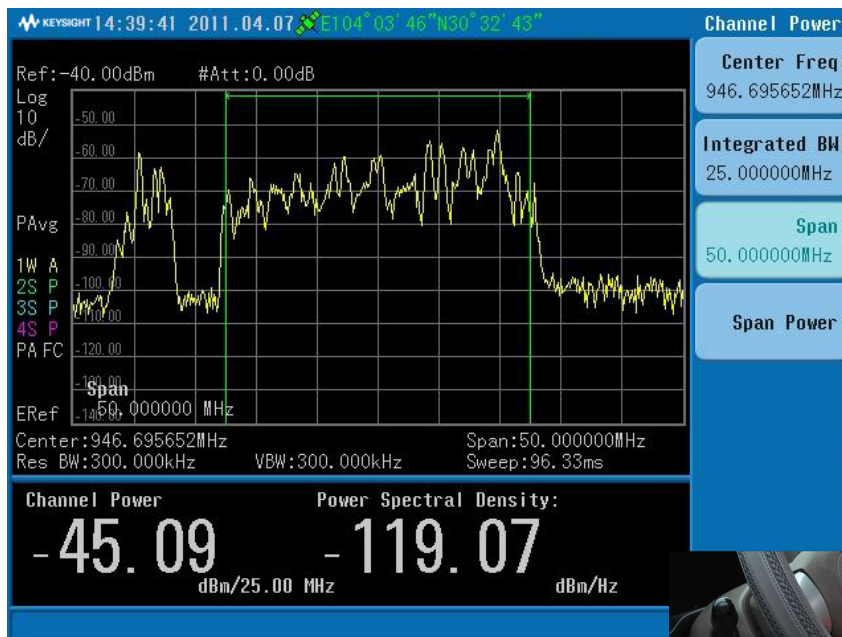 KEYSIGHT 14:39:41 2011.04.07 E104°03'46"N30°32'43"
Channel Power
Ref:-40.00dBm #Att:0.00dB
Log
10
dB/
PAvg
1W A
2S P
3S P
4S P
PA FC
ERef
-50.00
-60.00
-70.00
-80.00
-90.00
-100.00
-110.00
-120.00
Span
50.000000 MHz
-140.00
Center:946.695652MHz Span:50.000000MHz
Res BW:300.000kHz VBW:300.000kHz Sweep:96.33ms
Channel Power Power Spectral Density:
-45.09 -119.07
dBm/25.00 MHz dBm/Hz
Center Freq
946.695652MHz
Integrated BW
25.000000MHz
Span
50.000000MHz
Span Power